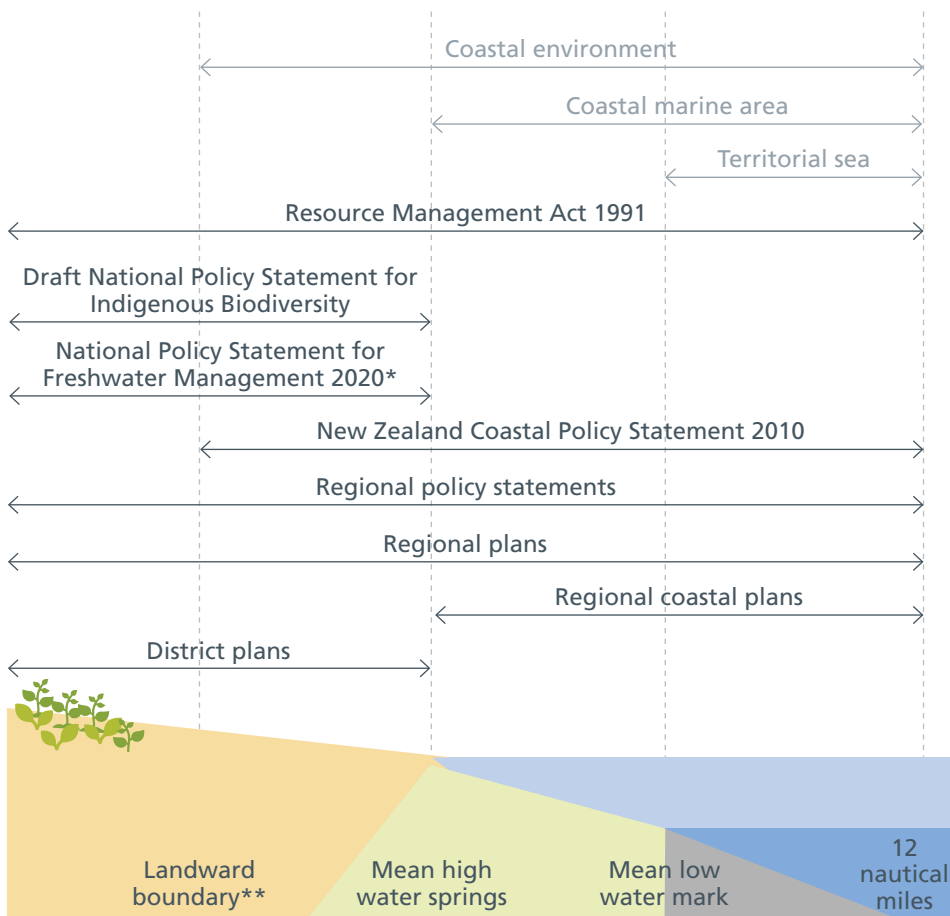 Coastal environment
Coastal marine area
Territorial sea
Resource Management Act 1991
Draft National Policy Statement for
Indigenous Biodiversity
National Policy Statement for
Freshwater Management 2020*
New Zealand Coastal Policy Statement 2010
Regional policy statements
Regional plans
Regional coastal plans
District plans
Landward
boundary**
Mean high
water springs
Mean low
water mark
12
nautical
miles